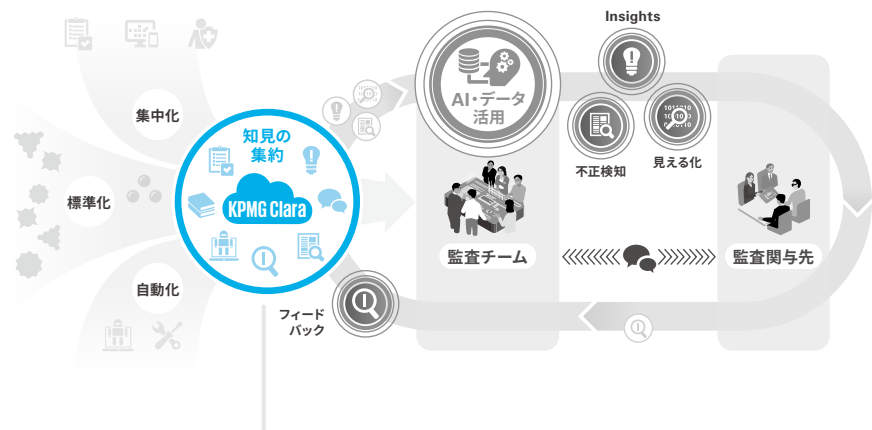 Insights
集中化
知見の
集約
AI・データ
活用
不正検知
見える化
標準化
KPMG Clara
監査チーム
監査関与先
自動化
フィード
バック